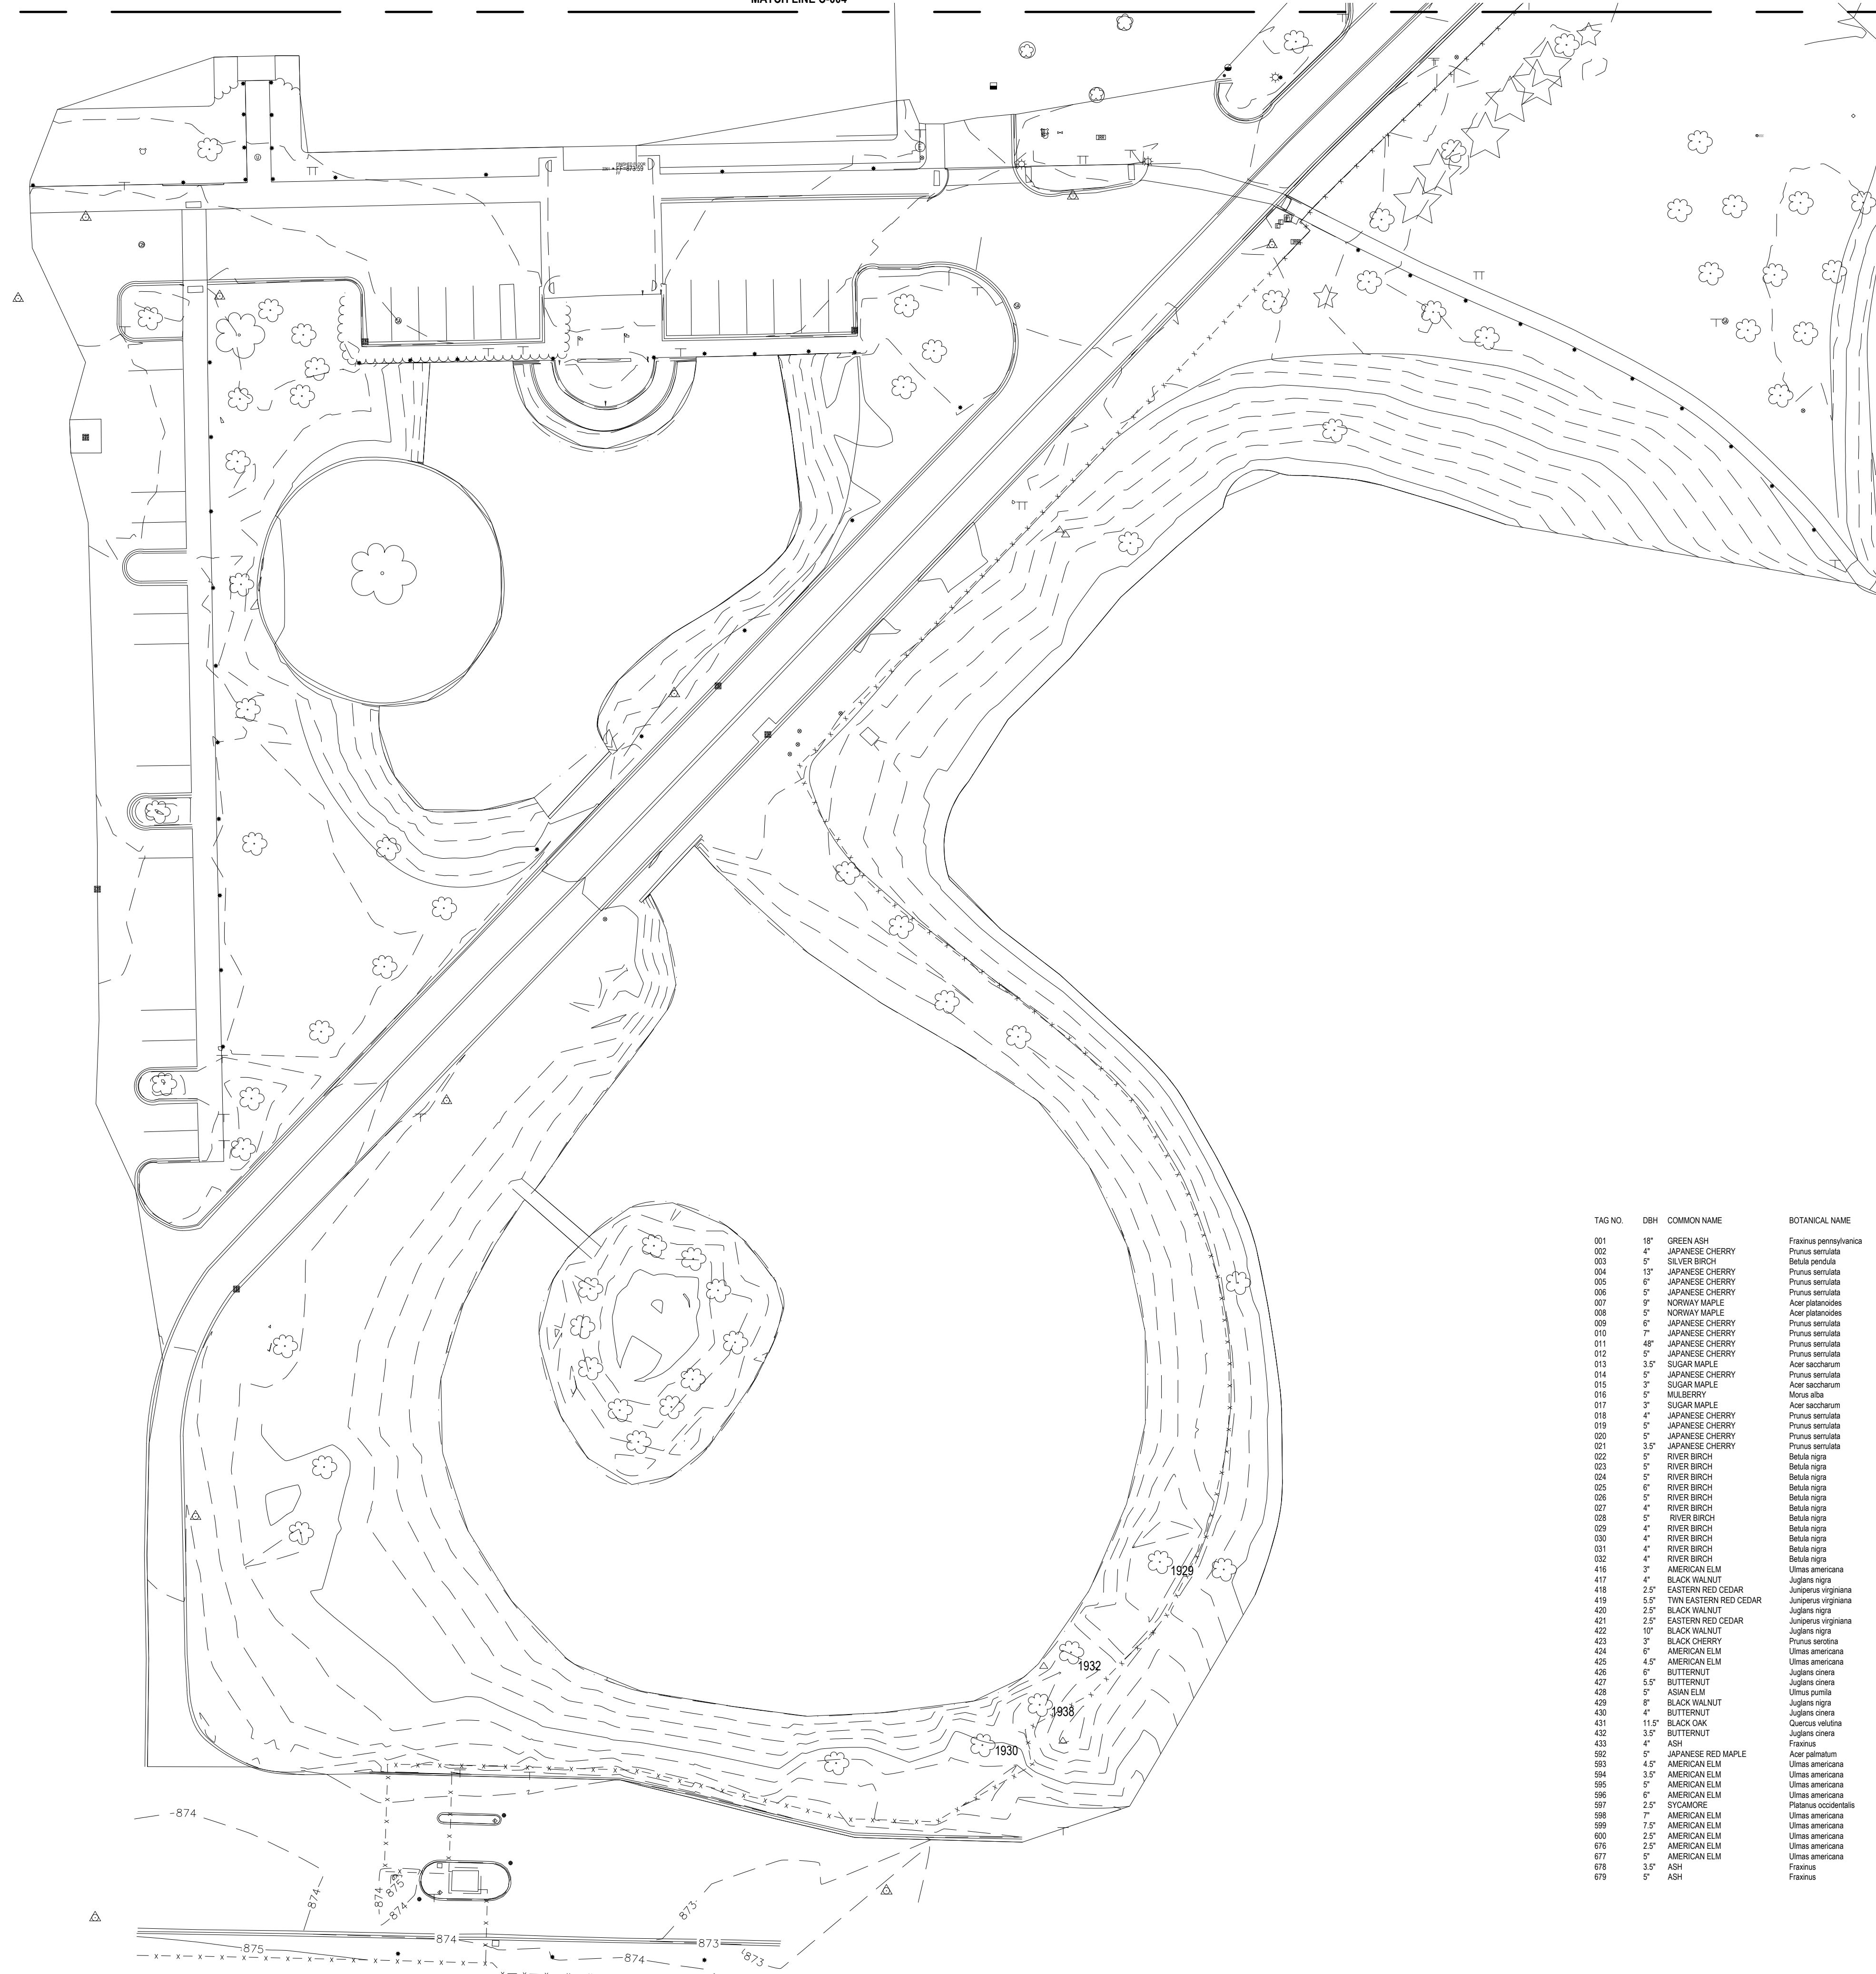 MATCH LINE C-004
1929
1932
1938
1930
TAG NO. DBH COMMON NAME BOTANICAL NAME
001 18" GREEN ASH Fraxinus pennsylvanica
002 4" JAPANESE CHERRY Prunus serrulata
003 5" SILVER BIRCH Betula pendula
004 13" JAPANESE CHERRY Prunus serrulata
005 6" JAPANESE CHERRY Prunus serrulata
006 5" JAPANESE CHERRY Prunus serrulata
007 9" NORWAY MAPLE Acer platanoides
008 5" NORWAY MAPLE Acer platanoides
009 6" JAPANESE CHERRY Prunus serrulata
010 7" JAPANESE CHERRY Prunus serrulata
011 48" JAPANESE CHERRY Prunus serrulata
012 5" JAPANESE CHERRY Prunus serrulata
013 3.5" SUGAR MAPLE Acer saccharum
014 5" JAPANESE CHERRY Prunus serrulata
015 3" SUGAR MAPLE Acer saccharum
016 5" MULBERRY Morus alba
017 3" SUGAR MAPLE Acer saccharum
018 4" JAPANESE CHERRY Prunus serrulata
019 5" JAPANESE CHERRY Prunus serrulata
020 5" JAPANESE CHERRY Prunus serrulata
021 3.5" JAPANESE CHERRY Prunus serrulata
022 5" RIVER BIRCH Betula nigra
023 5" RIVER BIRCH Betula nigra
024 5" RIVER BIRCH Betula nigra
025 6" RIVER BIRCH Betula nigra
026 5" RIVER BIRCH Betula nigra
027 4" RIVER BIRCH Betula nigra
028 5" RIVER BIRCH Betula nigra
029 4" RIVER BIRCH Betula nigra
030 4" RIVER BIRCH Betula nigra
031 4" RIVER BIRCH Betula nigra
032 4" RIVER BIRCH Betula nigra
416 3" AMERICAN ELM Ulmas americana
417 4" BLACK WALNUT Juglans nigra
418 2.5" EASTERN RED CEDAR Juniperus virginiana
419 5.5" TWN EASTERN RED CEDAR Juniperus virginiana
420 2.5" BLACK WALNUT Juglans nigra
421 2.5" EASTERN RED CEDAR Juniperus virginiana
422 10" BLACK WALNUT Juglans nigra
423 3" BLACK CHERRY Prunus serotina
424 6" AMERICAN ELM Ulmas americana
425 4.5" AMERICAN ELM Ulmas americana
426 6" BUTTERNUT Juglans cinera
427 5.5" BUTTERNUT Juglans cinera
428 5" ASIAN ELM Ulmus pumila
429 8" BLACK WALNUT Juglans nigra
430 4" BUTTERNUT Juglans cinera
431 11.5" BLACK OAK Quercus velutina
432 3.5" BUTTERNUT Juglans cinera
433 4" ASH Fraxinus
592 5" JAPANESE RED MAPLE Acer palmatum
593 4.5" AMERICAN ELM Ulmas americana
594 3.5" AMERICAN ELM Ulmas americana
595 5" AMERICAN ELM Ulmas americana
596 6" AMERICAN ELM Ulmas americana
597 2.5" SYCAMORE Platanus occidentalis
598 7" AMERICAN ELM Ulmas americana
599 7.5" AMERICAN ELM Ulmas americana
600 2.5" AMERICAN ELM Ulmas americana
676 2.5" AMERICAN ELM Ulmas americana
677 5" AMERICAN ELM Ulmas americana
678 3.5" ASH Fraxinus
679 5" ASH Fraxinus
874
874
874
875
874
873
874
873
875
874
873